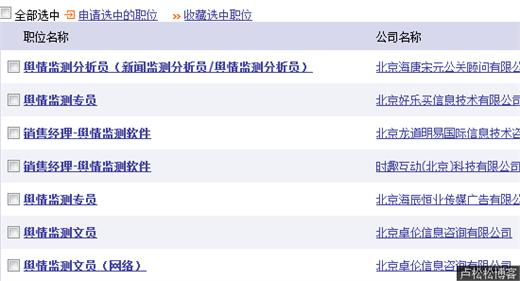 全部选中 申请选中的职位 >> 收藏选中职位
职位名称 公司名称
舆情监测分析员（新闻监测分析员/舆情监测分析员） 北京海唐宋元公关顾问有限公
舆情监测专员 北京好乐买信息技术有限公司
销售经理-舆情监测软件 北京龙道明易国际信息技术咨
销售经理-舆情监测软件 时趣互动(北京)科技有限公司
舆情监测专员 北京海辰恒业传媒广告有限公
舆情监测文员 北京卓伦信息咨询有限公司
舆情监测文员（网络） 北京卓伦信息咨询有限公司
卢松松博客